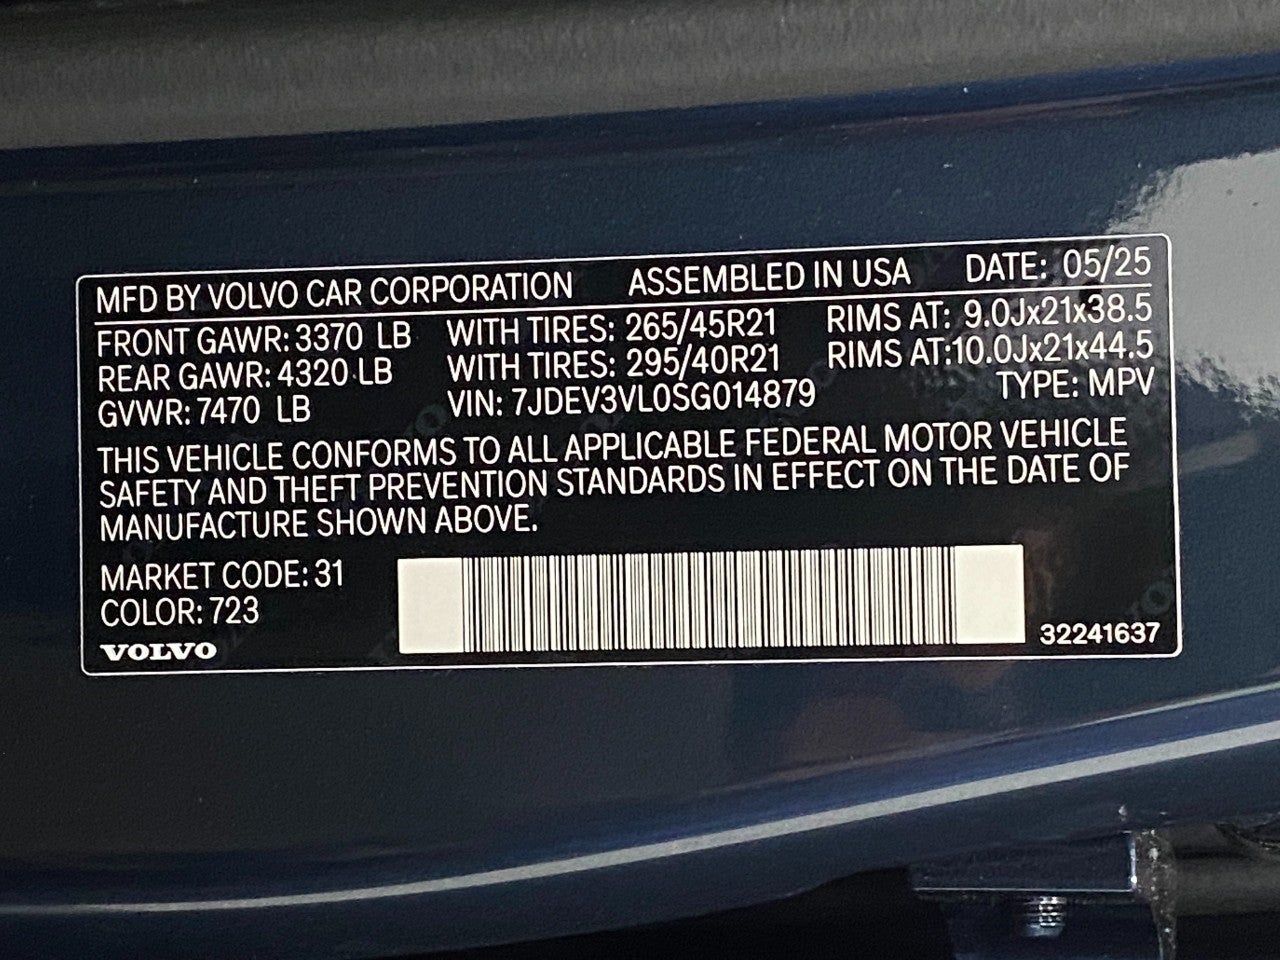 MFD BY VOLVO CAR CORPORATION ASSEMBLED IN USA DATE: 05/25
FRONT GAWR: 3370 LB WITH TIRES: 265/45R21 RIMS AT: 9.0Jx21x38.5
REAR GAWR: 4320 LB WITH TIRES: 295/40R21 RIMS AT:10.0Jx21x44.5
GVWR: 7470 LB VIN: 7JDEV3VL0SG014879 TYPE: MPV
THIS VEHICLE CONFORMS TO ALL APPLICABLE FEDERAL MOTOR VEHICLE
SAFETY AND THEFT PREVENTION STANDARDS IN EFFECT ON THE DATE OF
MANUFACTURE SHOWN ABOVE.
MARKET CODE: 31
COLOR: 723
VOLVO 32241637